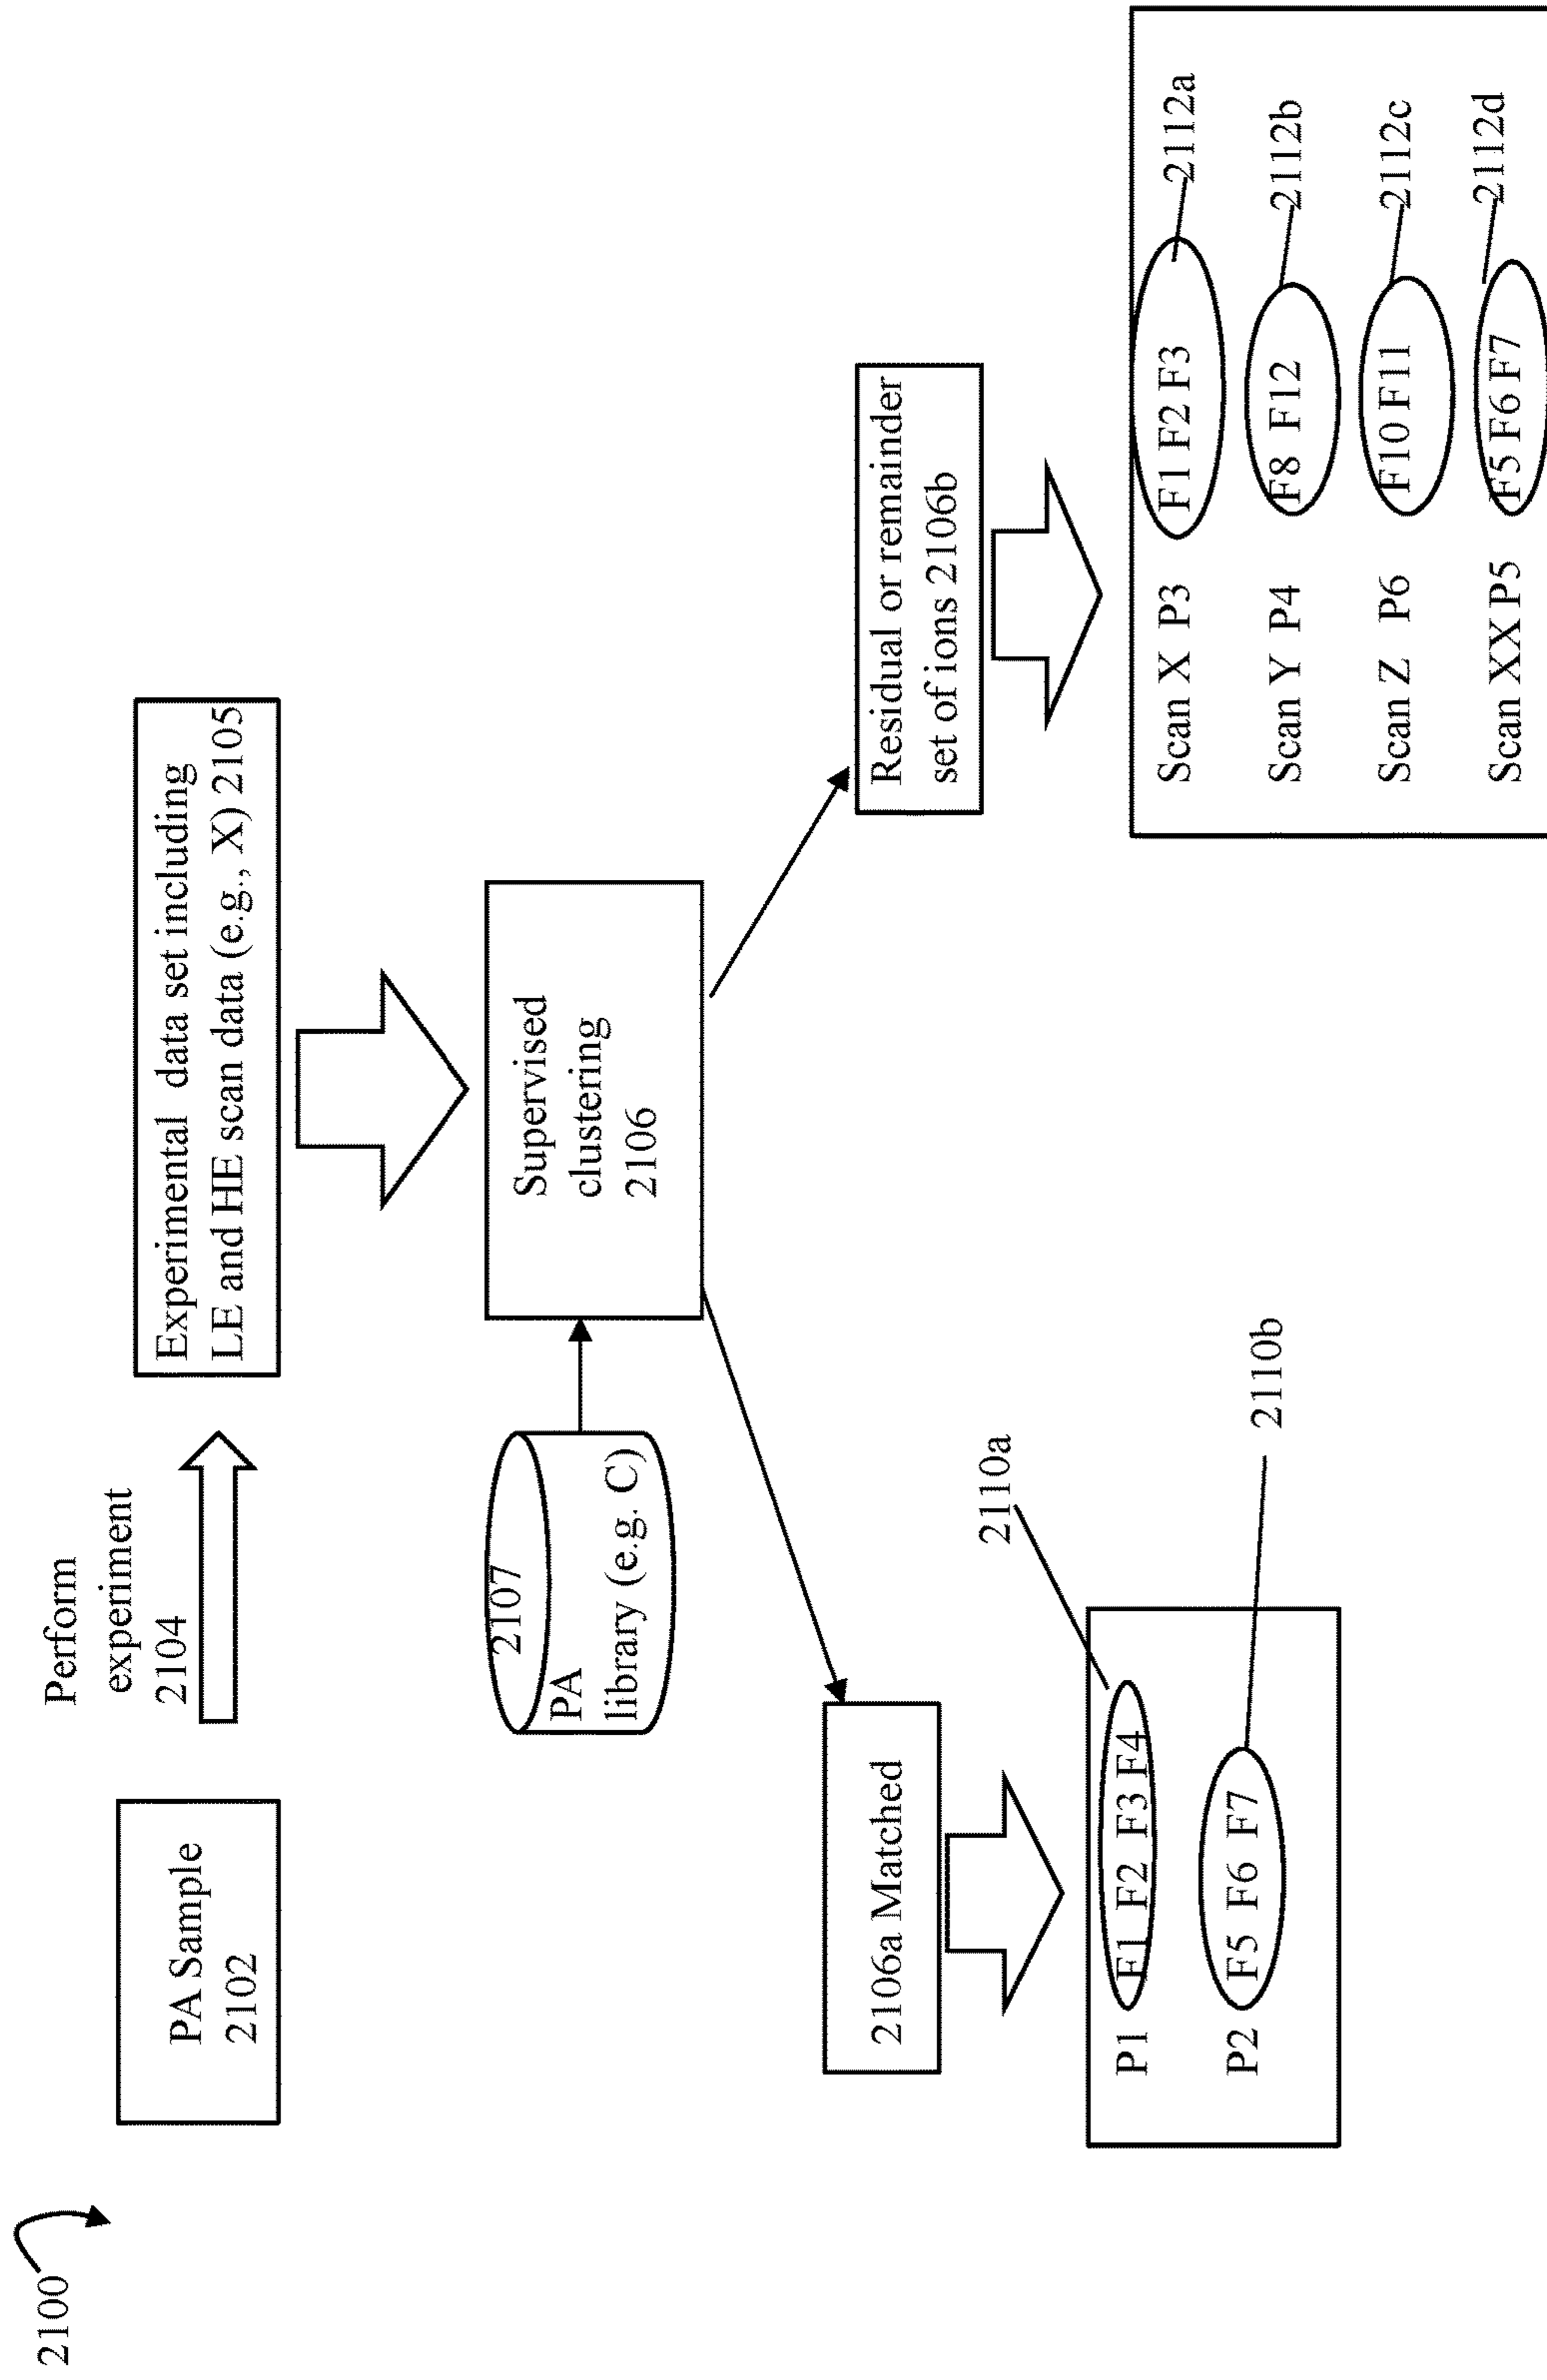 2100
PA Sample
2102
Perform
experiment
2104
Experimental data set including
LE and HE scan data (e.g., X) 2105
2107
PA
library (e.g. C)
Supervised
clustering
2106
2106a Matched
P1 F1 F2 F3 F4
2110a
P2 F5 F6 F7
2110b
Residual or remainder
set of ions 2106b
Scan X P3 F1 F2 F3
2112a
Scan Y P4 F8 F12
2112b
Scan Z P6 F10 F11
2112c
Scan XX P5 F5 F6 F7
2112d